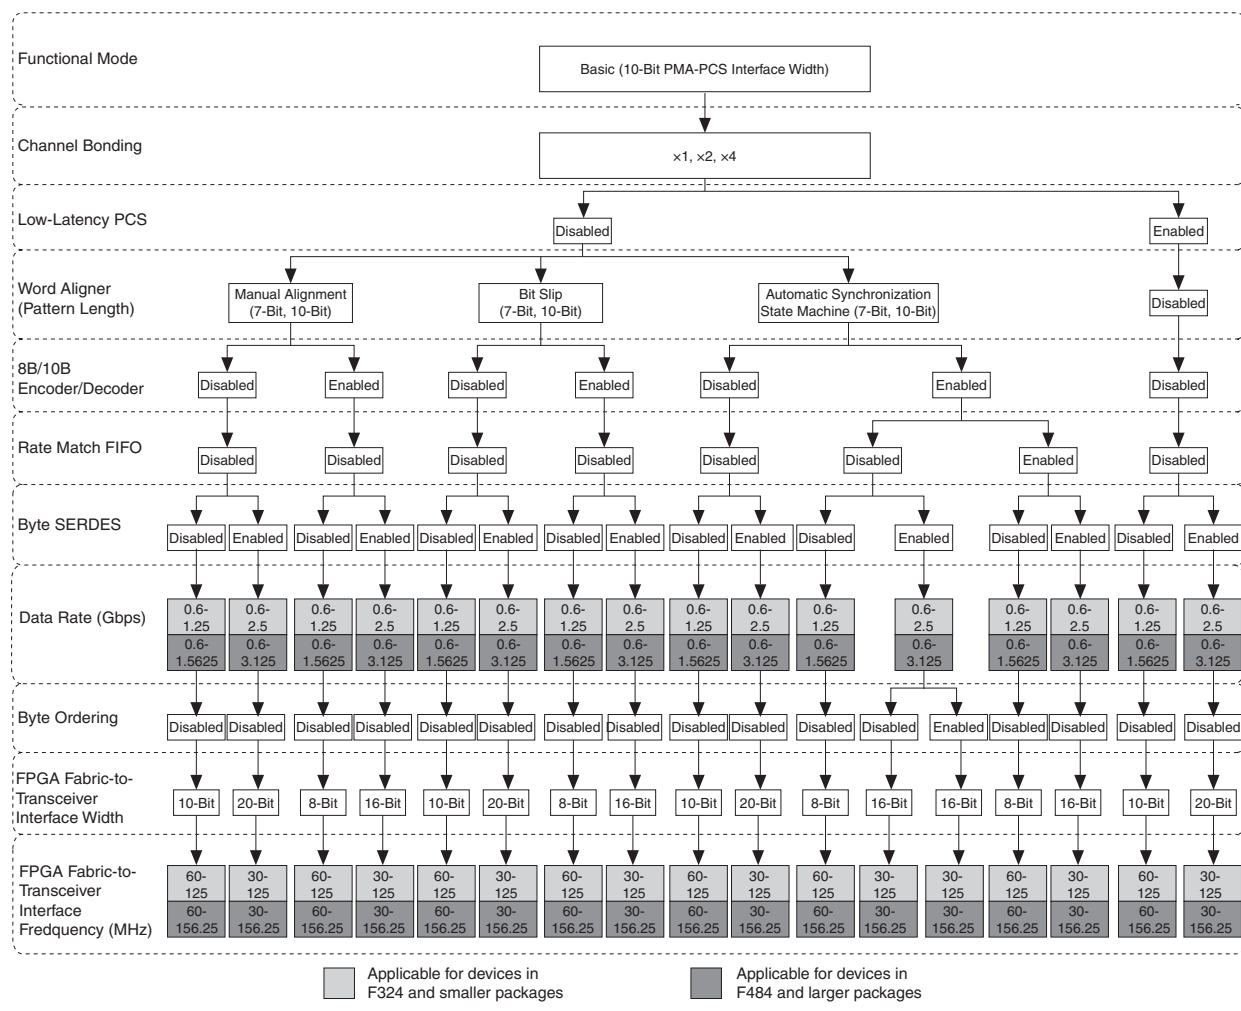 Functional Mode
Basic (10-Bit PMA-PCS Interface Width)
Channel Bonding
×1, ×2, ×4
Low-Latency PCS
Disabled
Enabled
Word Aligner
(Pattern Length)
Manual Alignment
(7-Bit, 10-Bit)
Bit Slip
(7-Bit, 10-Bit)
Automatic Synchronization
State Machine (7-Bit, 10-Bit)
Disabled
8B/10B
Encoder/Decoder
Disabled Enabled Disabled Enabled Disabled Enabled Disabled
Rate Match FIFO
Disabled Disabled Disabled Disabled Disabled Disabled Enabled Disabled
Byte SERDES
Disabled Enabled Disabled Enabled Disabled Enabled Disabled Enabled Disabled Enabled Disabled Enabled Disabled Enabled Disabled Enabled
Data Rate (Gbps)
0.6- 0.6- 0.6- 0.6- 0.6- 0.6- 0.6- 0.6- 0.6- 0.6- 0.6- 0.6- 0.6- 0.6- 0.6- 0.6-
1.25 2.5 1.25 2.5 1.25 2.5 1.25 2.5 1.25 2.5 1.25 2.5 1.25 2.5 1.25 2.5
0.6- 0.6- 0.6- 0.6- 0.6- 0.6- 0.6- 0.6- 0.6- 0.6- 0.6- 0.6- 0.6- 0.6- 0.6- 0.6-
1.5625 3.125 1.5625 3.125 1.5625 3.125 1.5625 3.125 1.5625 3.125 1.5625 3.125 1.5625 3.125 1.5625 3.125
Byte Ordering
Disabled Disabled Disabled Disabled Disabled Disabled Disabled Disabled Disabled Disabled Disabled Disabled Enabled Disabled Disabled Disabled Disabled
FPGA Fabric-to-
Transceiver
Interface Width
10-Bit 20-Bit 8-Bit 16-Bit 10-Bit 20-Bit 8-Bit 16-Bit 10-Bit 20-Bit 8-Bit 16-Bit 16-Bit 8-Bit 16-Bit 10-Bit 20-Bit
FPGA Fabric-to-
Transceiver
Interface
Fredquency (MHz)
60- 30- 60- 30- 60- 30- 60- 30- 60- 30- 60- 30- 30- 60- 30- 60- 30-
125 125 125 125 125 125 125 125 125 125 125 125 125 125 125 125 125
60- 30- 60- 30- 60- 30- 60- 30- 60- 30- 60- 30- 30- 60- 30- 60- 30-
156.25 156.25 156.25 156.25 156.25 156.25 156.25 156.25 156.25 156.25 156.25 156.25 156.25 156.25 156.25 156.25 156.25
Applicable for devices in
F324 and smaller packages
Applicable for devices in
F484 and larger packages